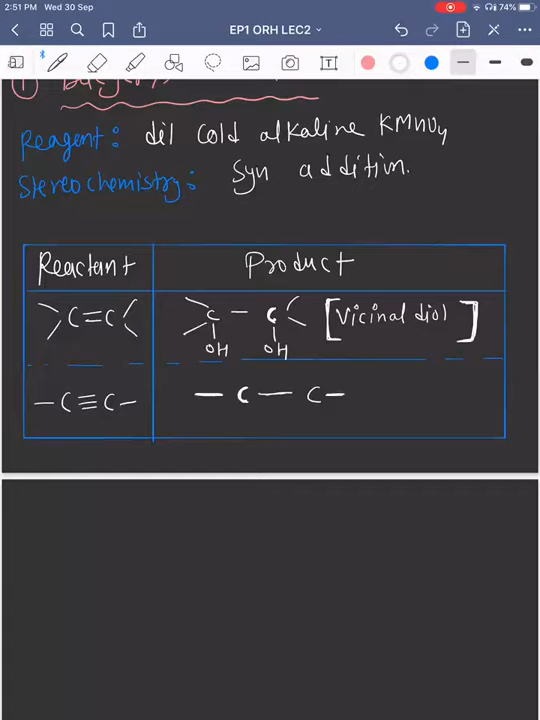 2:51 PM Wed 30 Sep
74%
EP1 ORH LEC2
Reagent: dil cold alkaline KMnO4
Stereochemistry: Syn addition.
Reactant Product
C=C C - C [Vicinal diol]
OH OH
- C≡C - - C - C -